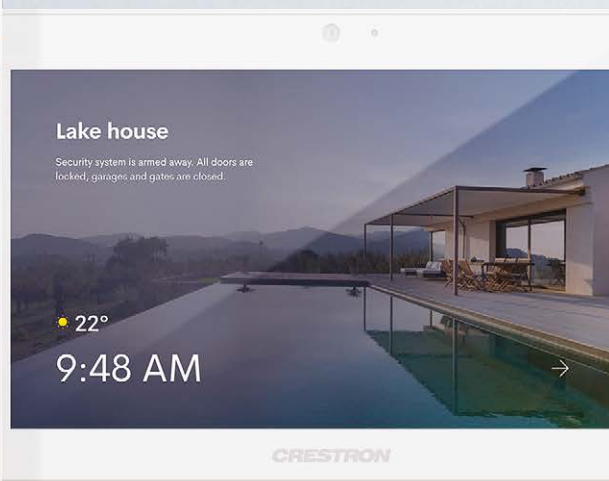 Lake house
Security system is armed away. All doors are
locked, garages and gates are closed.
22°
9:48 AM
CRESTRON